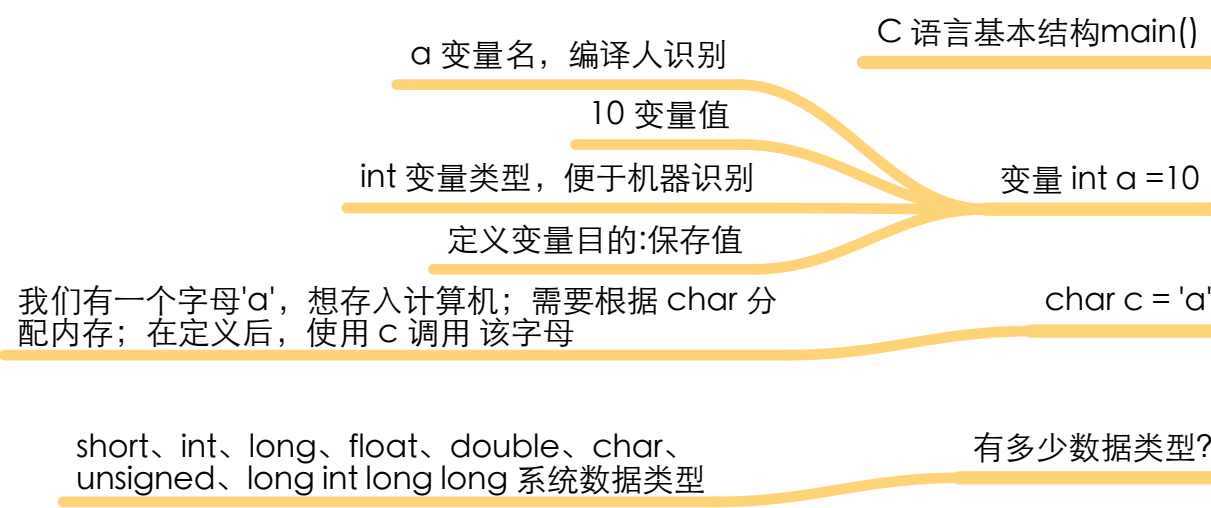 C 语言基本结构main()
a 变量名，编译人识别
10 变量值
int 变量类型，便于机器识别
定义变量目的:保存值
变量 int a =10
我们有一个字母'a'，想存入计算机；需要根据 char 分
配内存；在定义后，使用 c 调用 该字母
char c = 'a'
short、int、long、float、double、char、
unsigned、long int long long 系统数据类型
有多少数据类型?